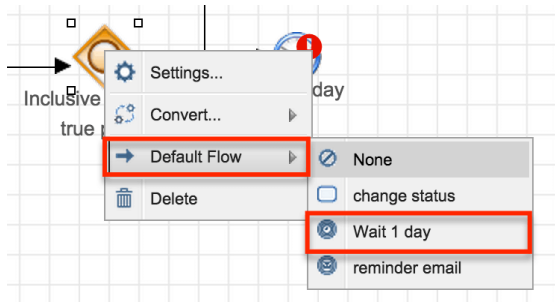 Settings...
day
Inclusive
Convert...
true
Default Flow
None
Delete
change status
Wait 1 day
reminder email